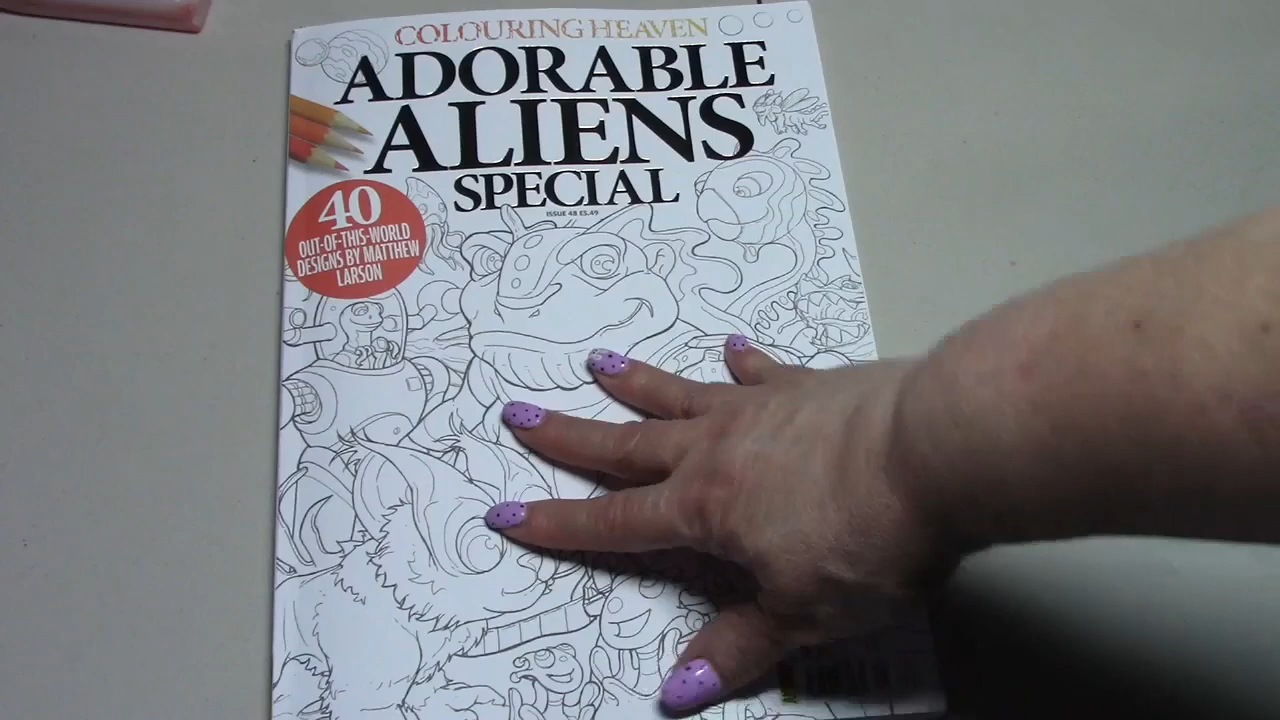 COLOURING HEAVEN
ADORABLE
ALIENS
SPECIAL
ISSUE 48 £5.49
40
OUT-OF-THIS-WORLD
DESIGNS BY MATTHEW
LARSON